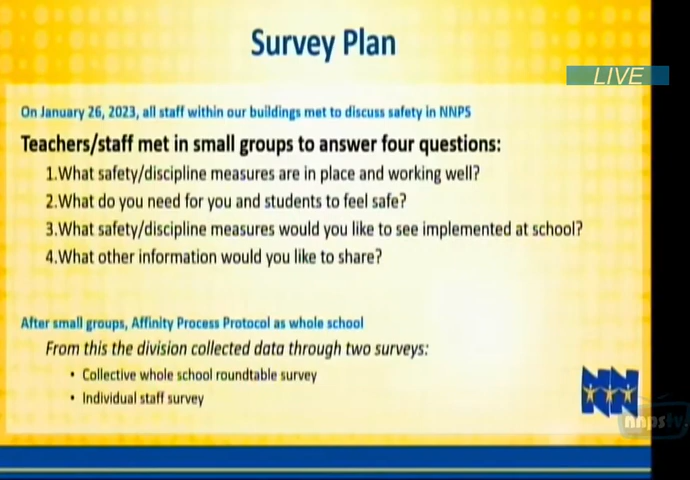 Survey Plan
LIVE
On January 26, 2023, all staff within our buildings met to discuss safety in NNPS
Teachers/staff met in small groups to answer four questions:
1.What safety/discipline measures are in place and working well?
2.What do you need for you and students to feel safe?
3.What safety/discipline measures would you like to see implemented at school?
4.What other information would you like to share?
After small groups, Affinity Process Protocol as whole school
From this the division collected data through two surveys:
• Collective whole school roundtable survey
• Individual staff survey
NN
nnpstv